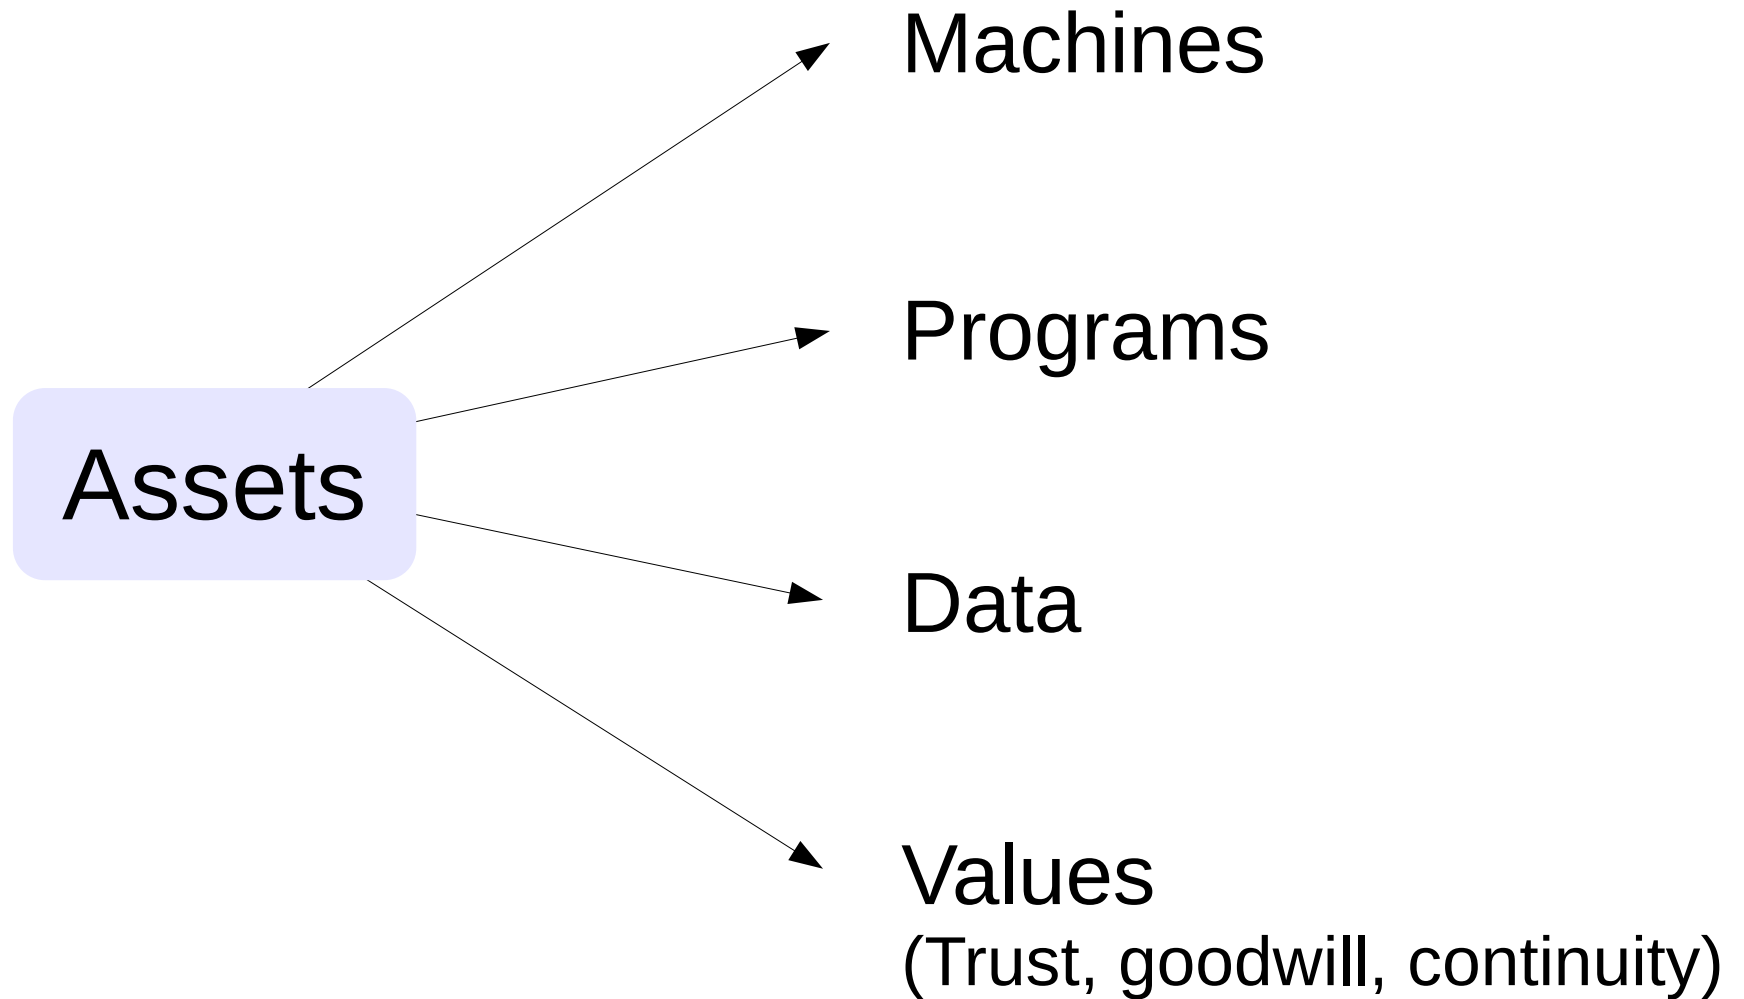 Machines
Programs
Assets
Data
Values
(Trust, goodwill, continuity)